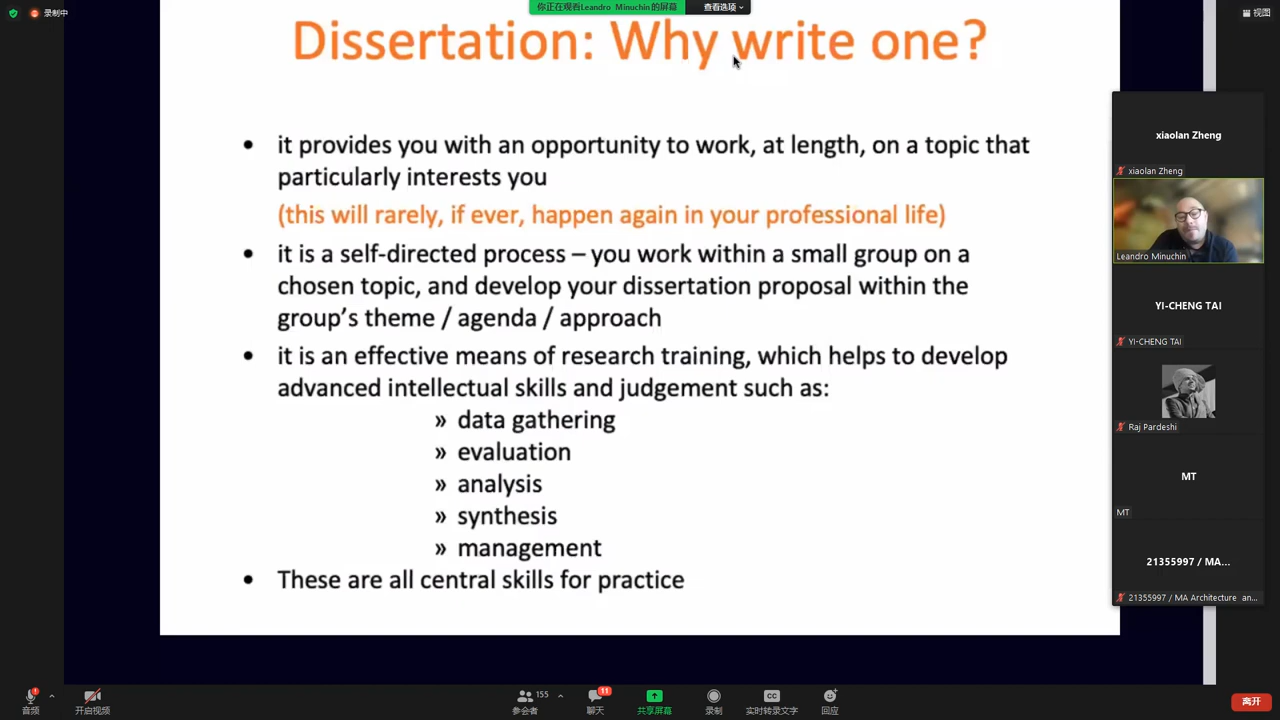 录制中
你正在观看Leandro Minuchin的屏幕
查看选项
视图
Dissertation: Why write one?
• it provides you with an opportunity to work, at length, on a topic that
particularly interests you
(this will rarely, if ever, happen again in your professional life)
• it is a self-directed process – you work within a small group on a
chosen topic, and develop your dissertation proposal within the
group's theme / agenda / approach
• it is an effective means of research training, which helps to develop
advanced intellectual skills and judgement such as:
» data gathering
» evaluation
» analysis
» synthesis
» management
• These are all central skills for practice
xiaolan Zheng
xiaolan Zheng
Leandro Minuchin
YI-CHENG TAI
YI-CHENG TAI
Raj Pardeshi
MT
MT
21355997 / MA...
21355997 / MA Architecture an...
音频
开启视频
155
参会者
11
聊天
共享屏幕
录制
CC
实时转录文字
回应
离开